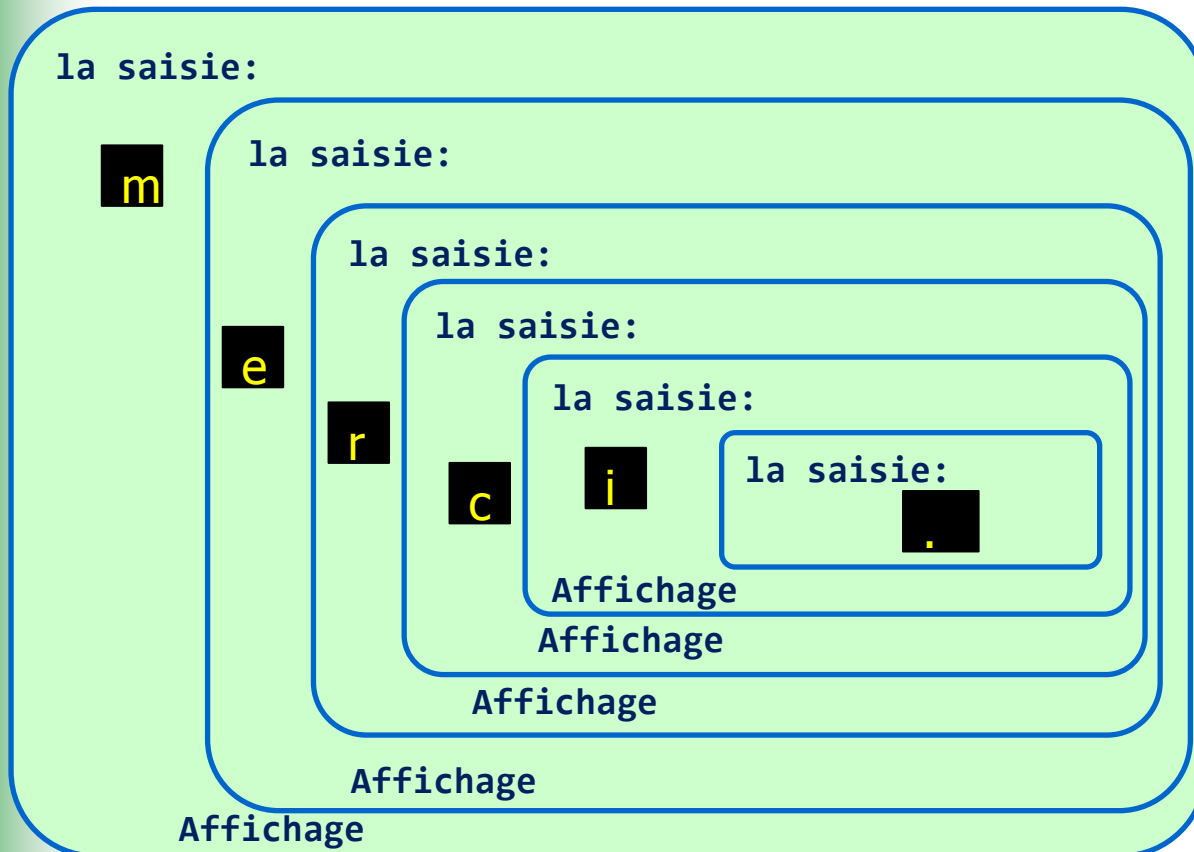 la saisie:
m
la saisie:
e
la saisie:
r
la saisie:
c
la saisie:
i
la saisie:
.
Affichage
Affichage
Affichage
Affichage
Affichage